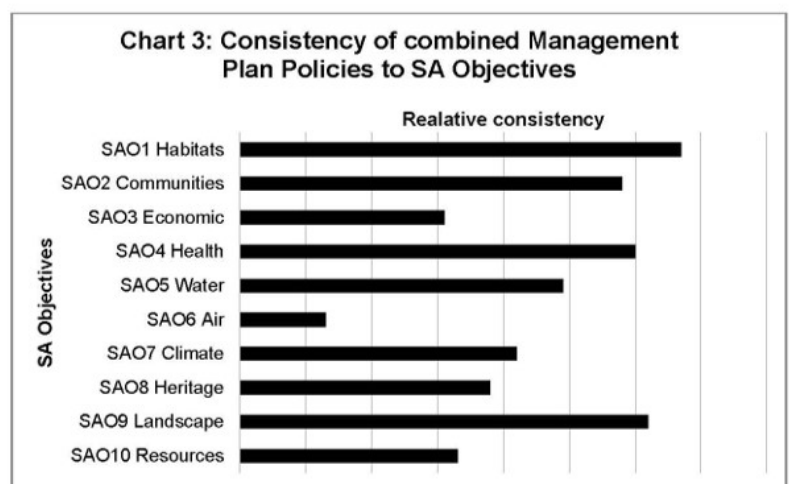 Chart 3: Consistency of combined Management
Plan Policies to SA Objectives
Realative consistency
SA Objectives
SAO1 Habitats
SAO2 Communities
SAO3 Economic
SAO4 Health
SAO5 Water
SAO6 Air
SAO7 Climate
SAO8 Heritage
SAO9 Landscape
SAO10 Resources